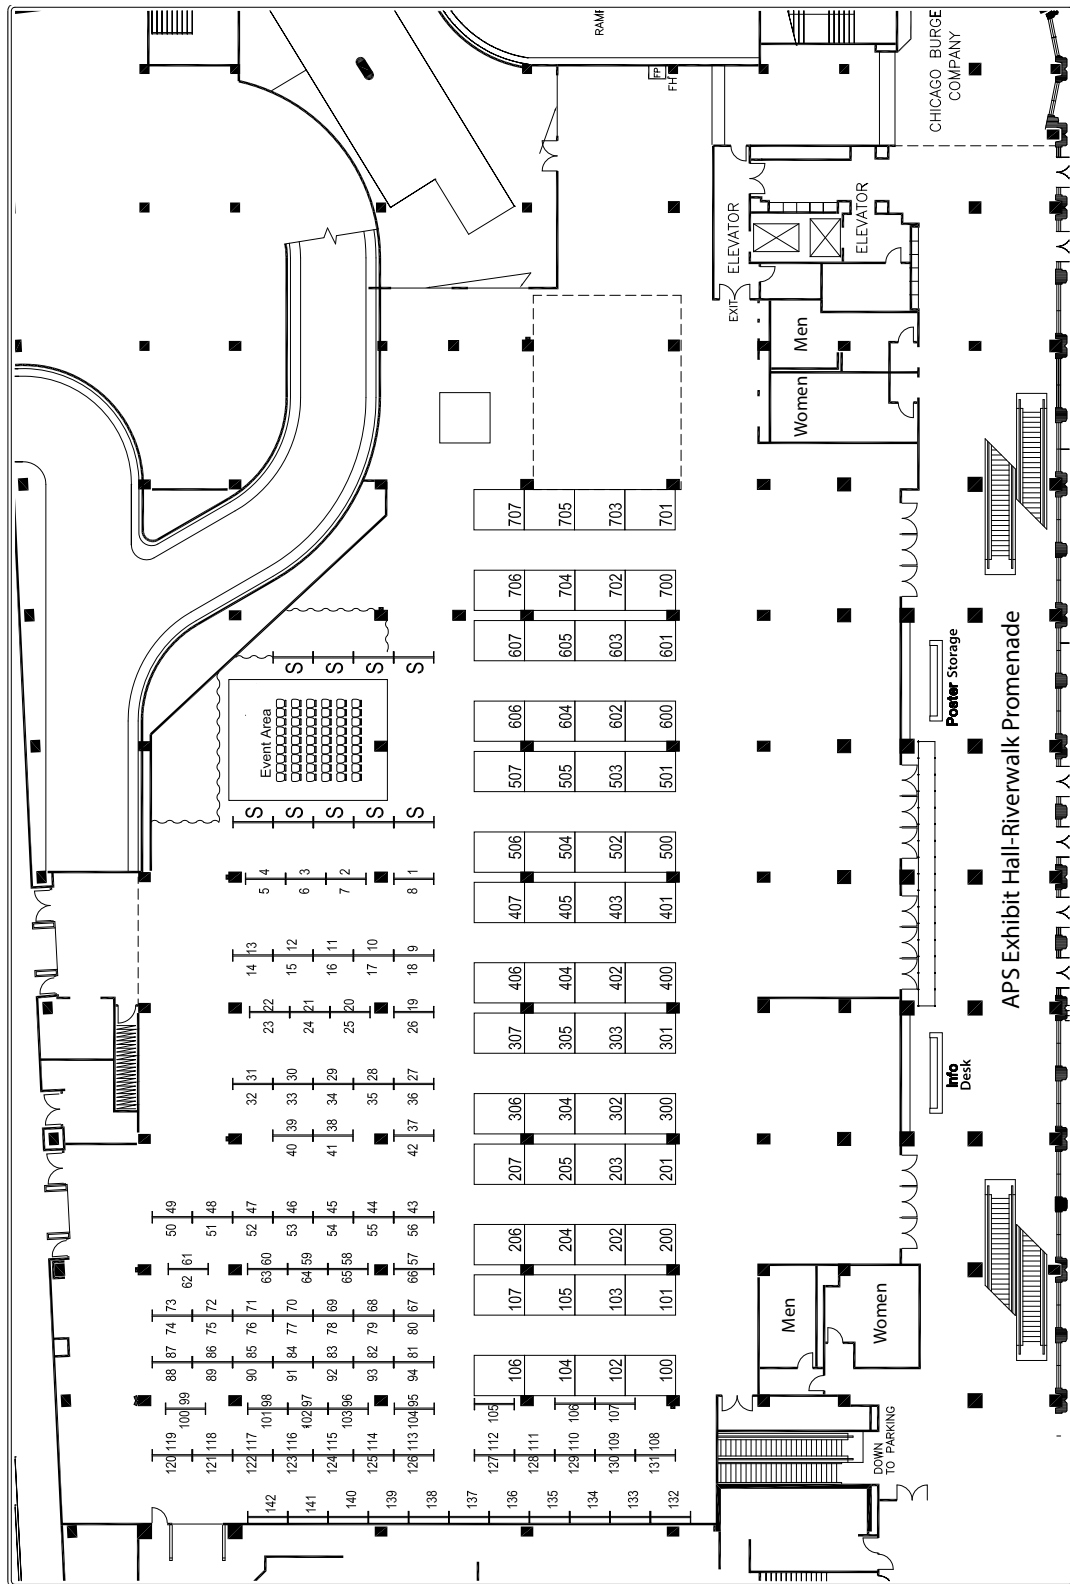 RAMP
FP
FH
CHICAGO BURGE
COMPANY
ELEVATOR
ELEVATOR
EXIT
Men
Women
707 705 703 701
706 704 702 700
607 605 603 601
S S S S S
Event Area
Poster Storage
606 604 602 600
507 505 503 501
S S S S S
APS Exhibit Hall-Riverwalk Promenade
506 504 502 500
4 3 2 1
5 6 7 8
407 405 403 401
13 12 11 10 9
14 15 16 17 18
406 404 402 400
22 21 20 19
23 24 25 26
307 305 303 301
Info
Desk
31 30 29 28 27
32 33 34 35 36
306 304 302 300
39 38 37
40 41 42
207 205 203 201
49 48 47 46 45 44 43
50 51 52 53 54 55 56
206 204 202 200
61 60 59 58 57
62 63 64 65 66
107 105 103 101
73 72 71 70 69 68 67
74 75 76 77 78 79 80
Men
Women
87 86 85 84 83 82 81
88 89 90 91 92 93 94
106 104 102 100
99 98 97 96 95
100 101 102 103 104
105 106 107
119 118 117 116 115 114 113 112 111 110 109 108
120 121 122 123 124 125 126 127 128 129 130 131
DOWN
TO PARKING
142 141 140 139 138 137 136 135 134 133 132